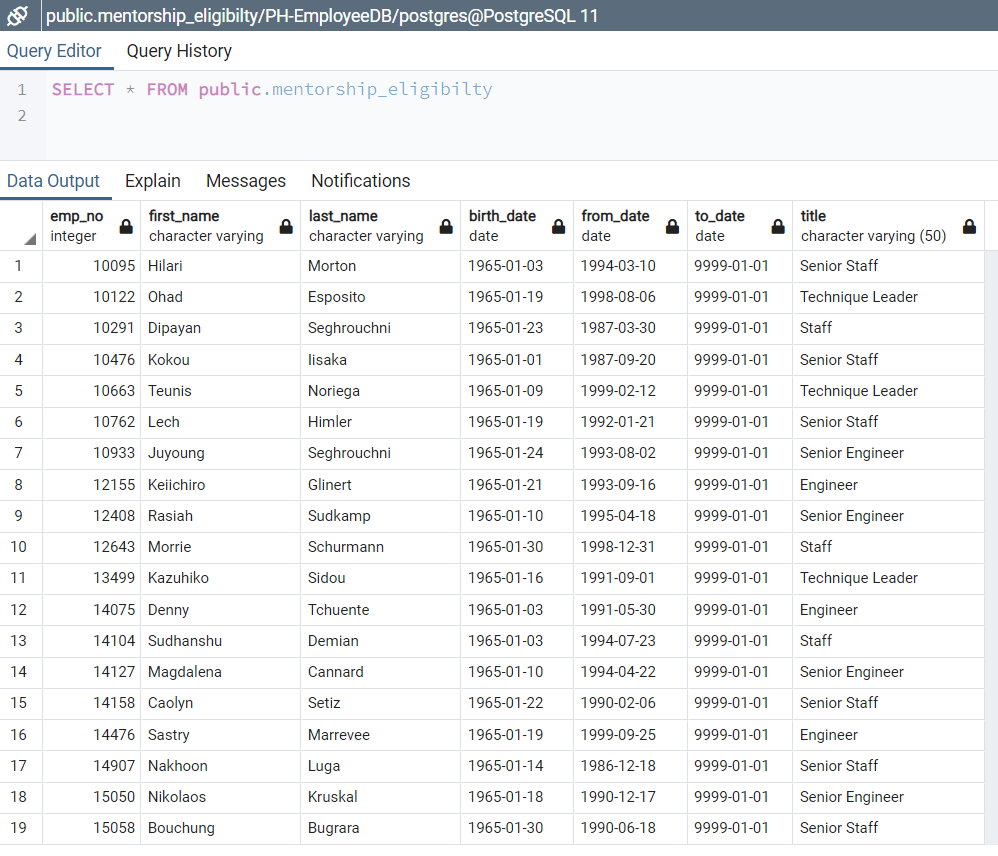 public.mentorship_eligibilty/PH-EmployeeDB/postgres@PostgreSQL 11
Query Editor Query History
1 SELECT * FROM public.mentorship_eligibilty
2
Data Output Explain Messages Notifications
emp_no first_name last_name birth_date from_date to_date title
integer character varying character varying date date date character varying (50)
1 10095 Hilari Morton 1965-01-03 1994-03-10 9999-01-01 Senior Staff
2 10122 Ohad Esposito 1965-01-19 1998-08-06 9999-01-01 Technique Leader
3 10291 Dipayan Seghrouchni 1965-01-23 1987-03-30 9999-01-01 Staff
4 10476 Kokou Iisaka 1965-01-01 1987-09-20 9999-01-01 Senior Staff
5 10663 Teunis Noriega 1965-01-09 1999-02-12 9999-01-01 Technique Leader
6 10762 Lech Himler 1965-01-19 1992-01-21 9999-01-01 Senior Staff
7 10933 Juyoung Seghrouchni 1965-01-24 1993-08-02 9999-01-01 Senior Engineer
8 12155 Keiichiro Glinert 1965-01-21 1993-09-16 9999-01-01 Engineer
9 12408 Rasiah Sudkamp 1965-01-10 1995-04-18 9999-01-01 Senior Engineer
10 12643 Morrie Schurmann 1965-01-30 1998-12-31 9999-01-01 Staff
11 13499 Kazuhiko Sidou 1965-01-16 1991-09-01 9999-01-01 Technique Leader
12 14075 Denny Tchuente 1965-01-03 1991-05-30 9999-01-01 Engineer
13 14104 Sudhanshu Demian 1965-01-03 1994-07-23 9999-01-01 Staff
14 14127 Magdalena Cannard 1965-01-10 1994-04-22 9999-01-01 Senior Engineer
15 14158 Caolyn Setiz 1965-01-22 1990-02-06 9999-01-01 Senior Staff
16 14476 Sastry Marrevee 1965-01-19 1999-09-25 9999-01-01 Engineer
17 14907 Nakhoon Luga 1965-01-14 1986-12-18 9999-01-01 Senior Staff
18 15050 Nikolaos Kruskal 1965-01-18 1990-12-17 9999-01-01 Senior Engineer
19 15058 Bouchung Bugrara 1965-01-30 1990-06-18 9999-01-01 Senior Staff